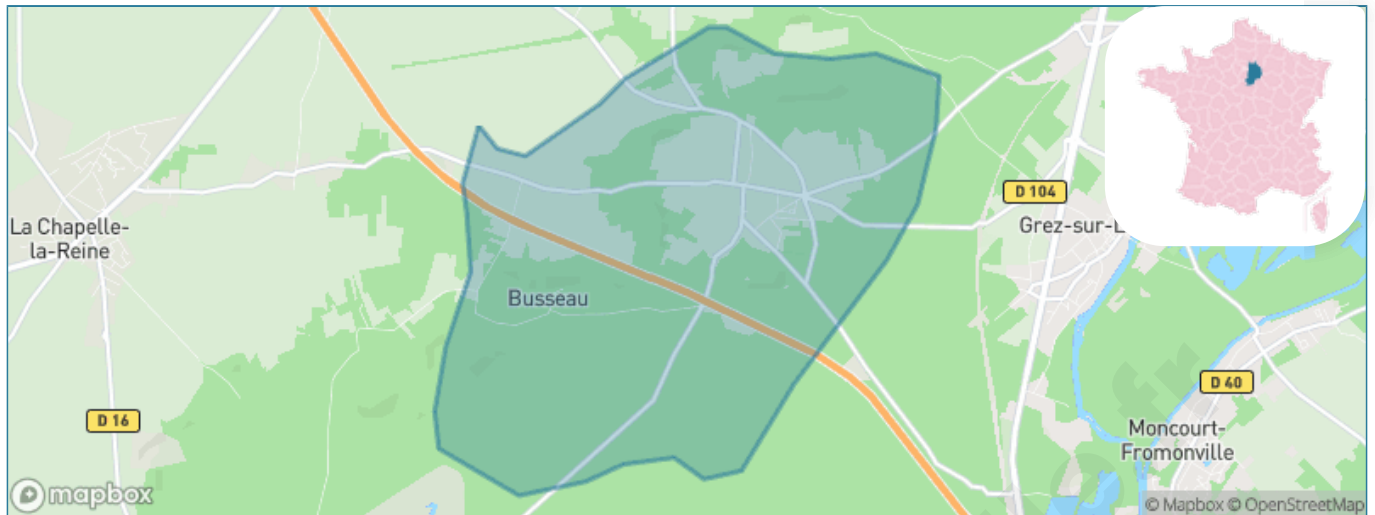 D 104
La Chapelle-
la-Reine
Grez-sur-L
Busseau
D 40
D 16
Moncourt-
Fromonville
mapbox
© Mapbox © OpenStreetMap